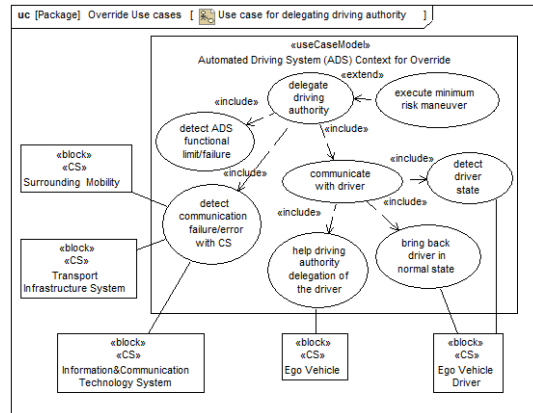 uc [Package] Override Use cases [ Use case for delegating driving authority ]
«useCaseModel»
Automated Driving System (ADS) Context for Override
«extend»
delegate
driving
authority
execute minimum
risk maneuver
«include»
detect ADS
functional
limit/failure
«include»
«include»
«block»
«CS»
Surrounding Mobility
communicate
with driver
«include»
detect
driver
state
detect
communication
failure/error
with CS
«include»
«include»
«block»
«CS»
Transport
Infrastructure System
help driving
authority
delegation of
the driver
bring back
driver in
normal state
«block»
«CS»
Information&Communication
Technology System
«block»
«CS»
Ego Vehicle
«block»
«CS»
Ego Vehicle
Driver